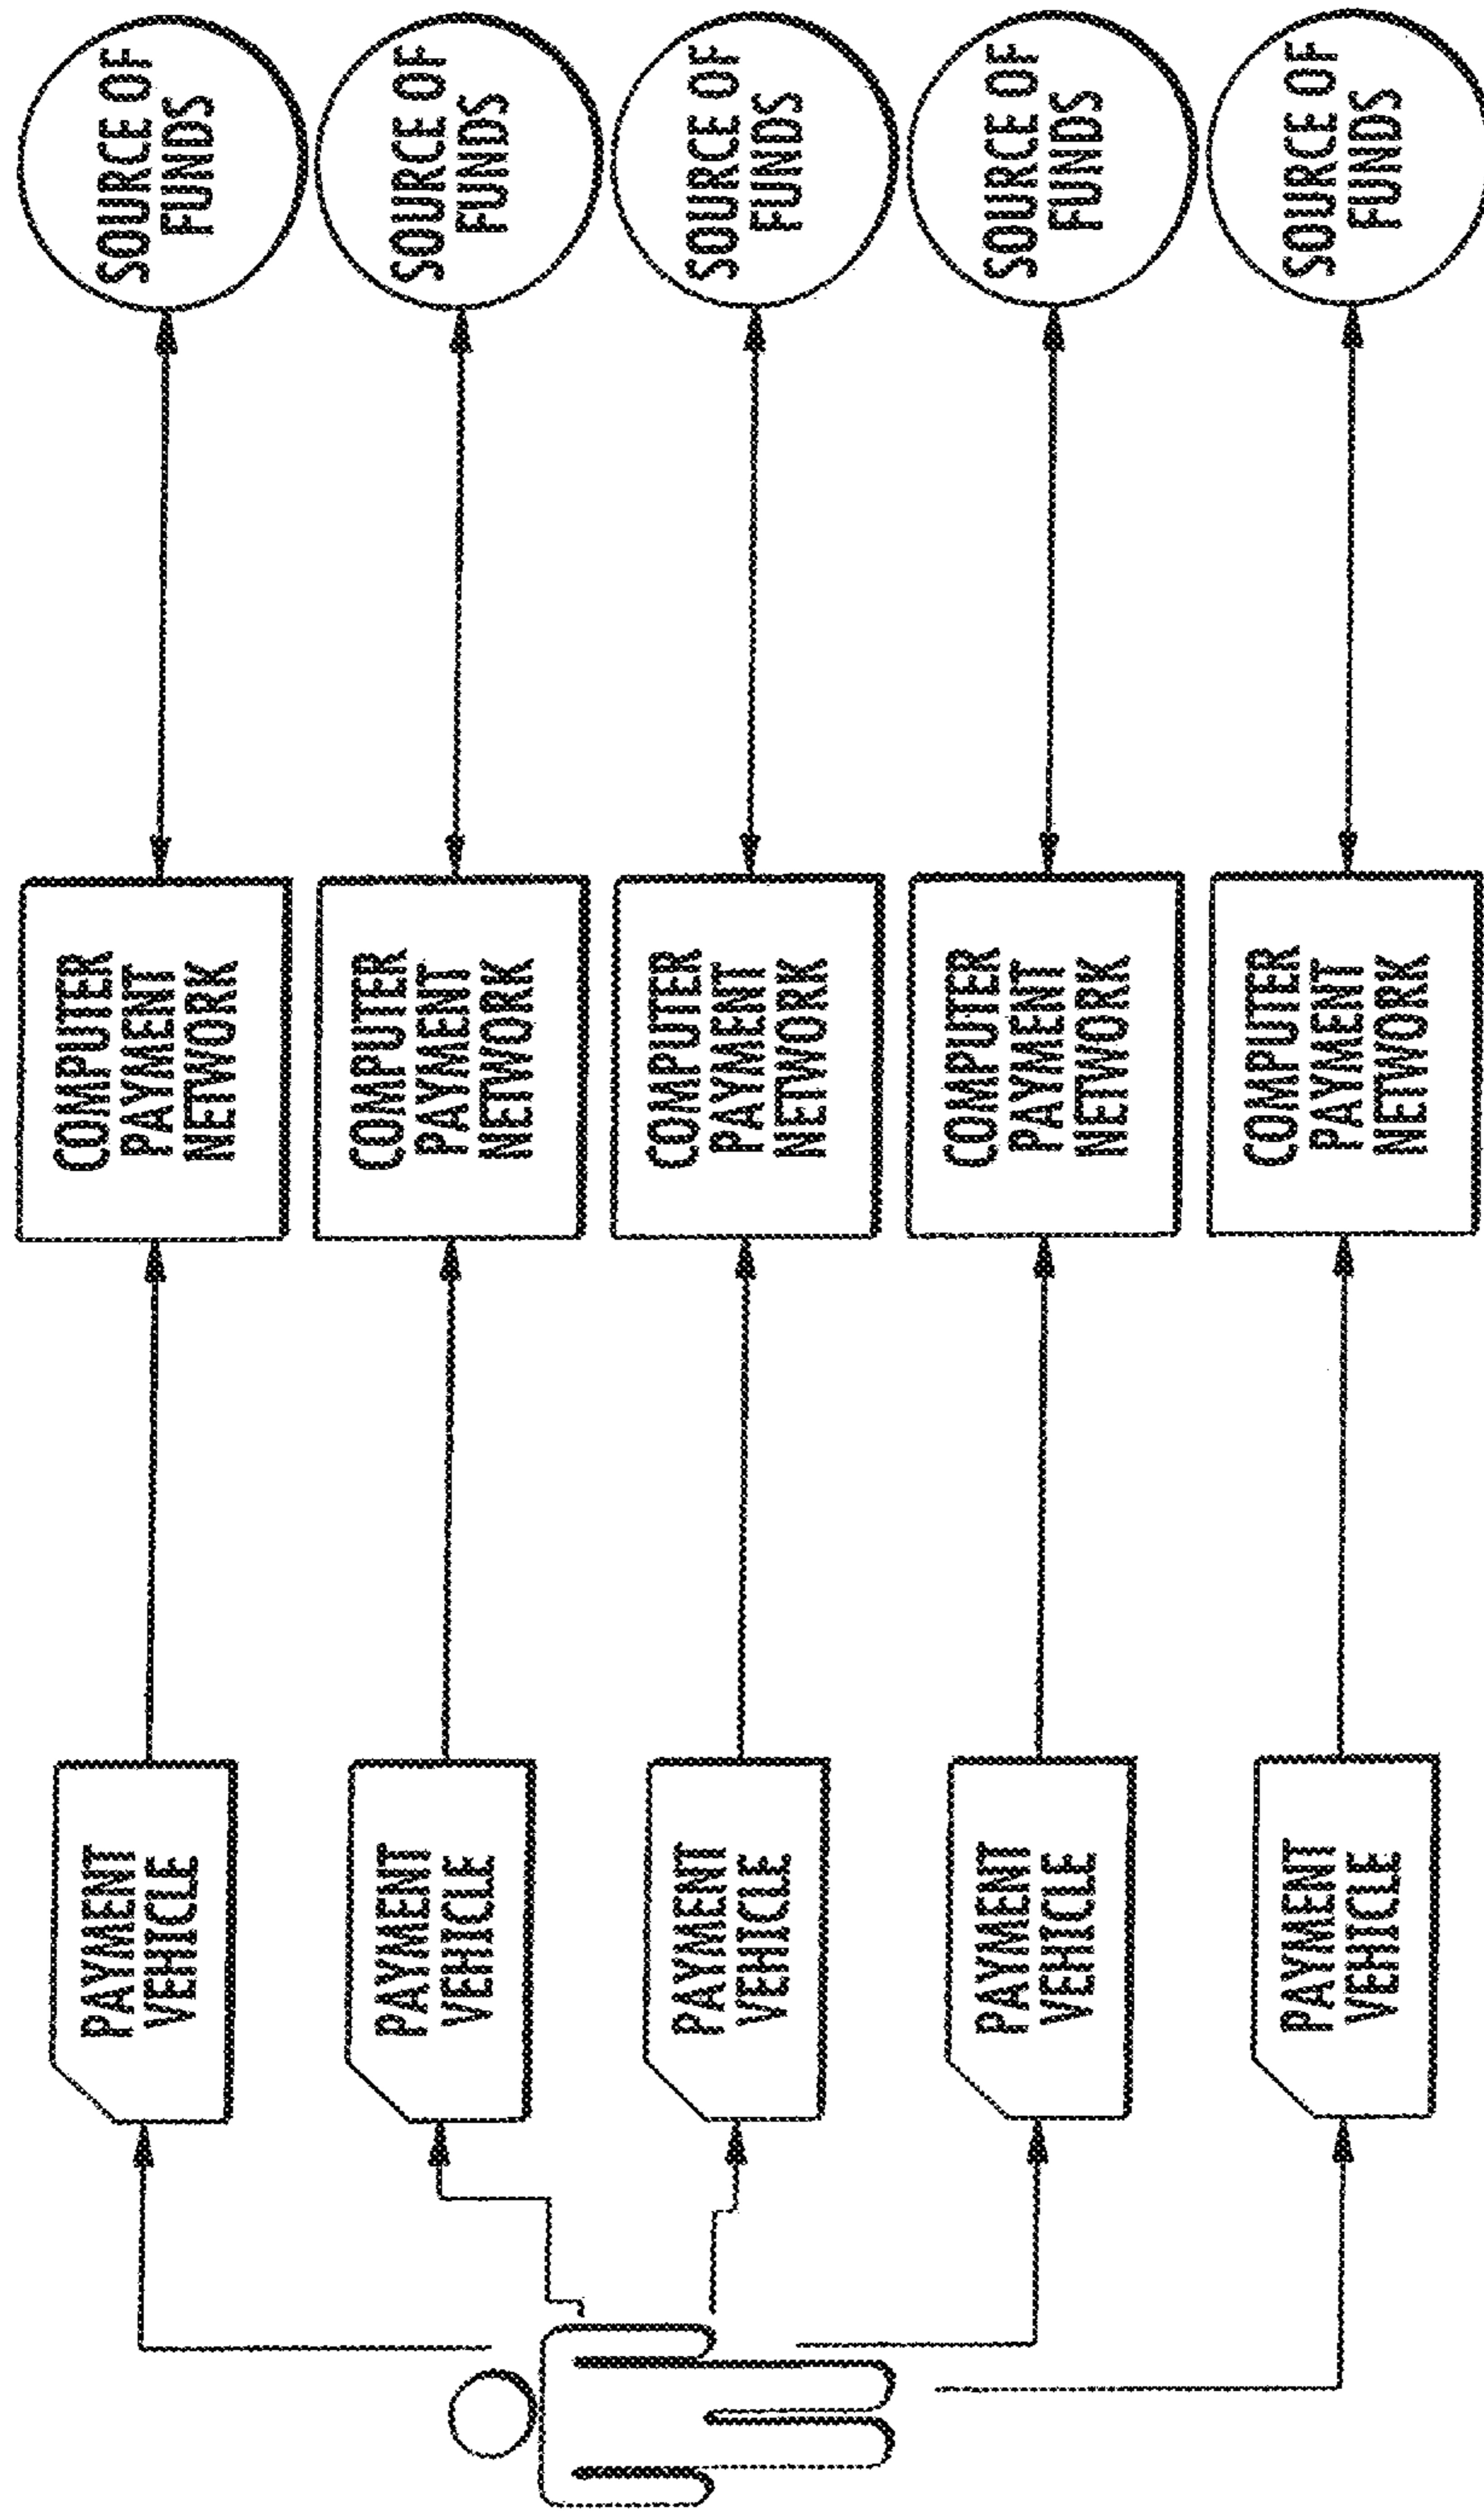 PAYMENT
VEHICLE
COMPUTER
PAYMENT
NETWORK
SOURCE OF
FUNDS
PAYMENT
VEHICLE
COMPUTER
PAYMENT
NETWORK
SOURCE OF
FUNDS
PAYMENT
VEHICLE
COMPUTER
PAYMENT
NETWORK
SOURCE OF
FUNDS
PAYMENT
VEHICLE
COMPUTER
PAYMENT
NETWORK
SOURCE OF
FUNDS
PAYMENT
VEHICLE
COMPUTER
PAYMENT
NETWORK
SOURCE OF
FUNDS